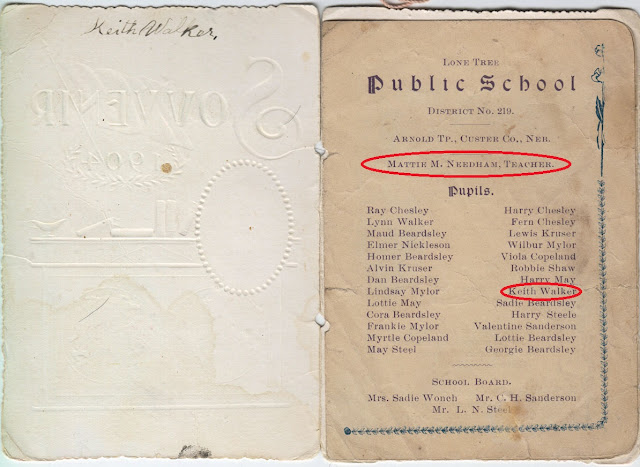 Keith Walker.
SOUVENIR
1904
LONE TREE
Public School
DISTRICT NO. 219.
ARNOLD TP., CUSTER CO., NEB.
MATTIE M. NEEDHAM, TEACHER.
Pupils.
Ray Chesley Harry Chesley
Lynn Walker Fern Chesley
Maud Beardsley Lewis Kruser
Elmer Nickleson Wilbur Mylor
Homer Beardsley Viola Copeland
Alvin Kruser Robbie Shaw
Dan Beardsley Harry May
Lindsay Mylor Keith Walker
Lottie May Sadie Beardsley
Cora Beardsley Harry Steele
Frankie Mylor Valentine Sanderson
Myrtle Copeland Lottie Beardsley
May Steel Georgie Beardsley
SCHOOL BOARD.
Mrs. Sadie Wonch Mr. C. H. Sanderson
Mr. L. N. Steel